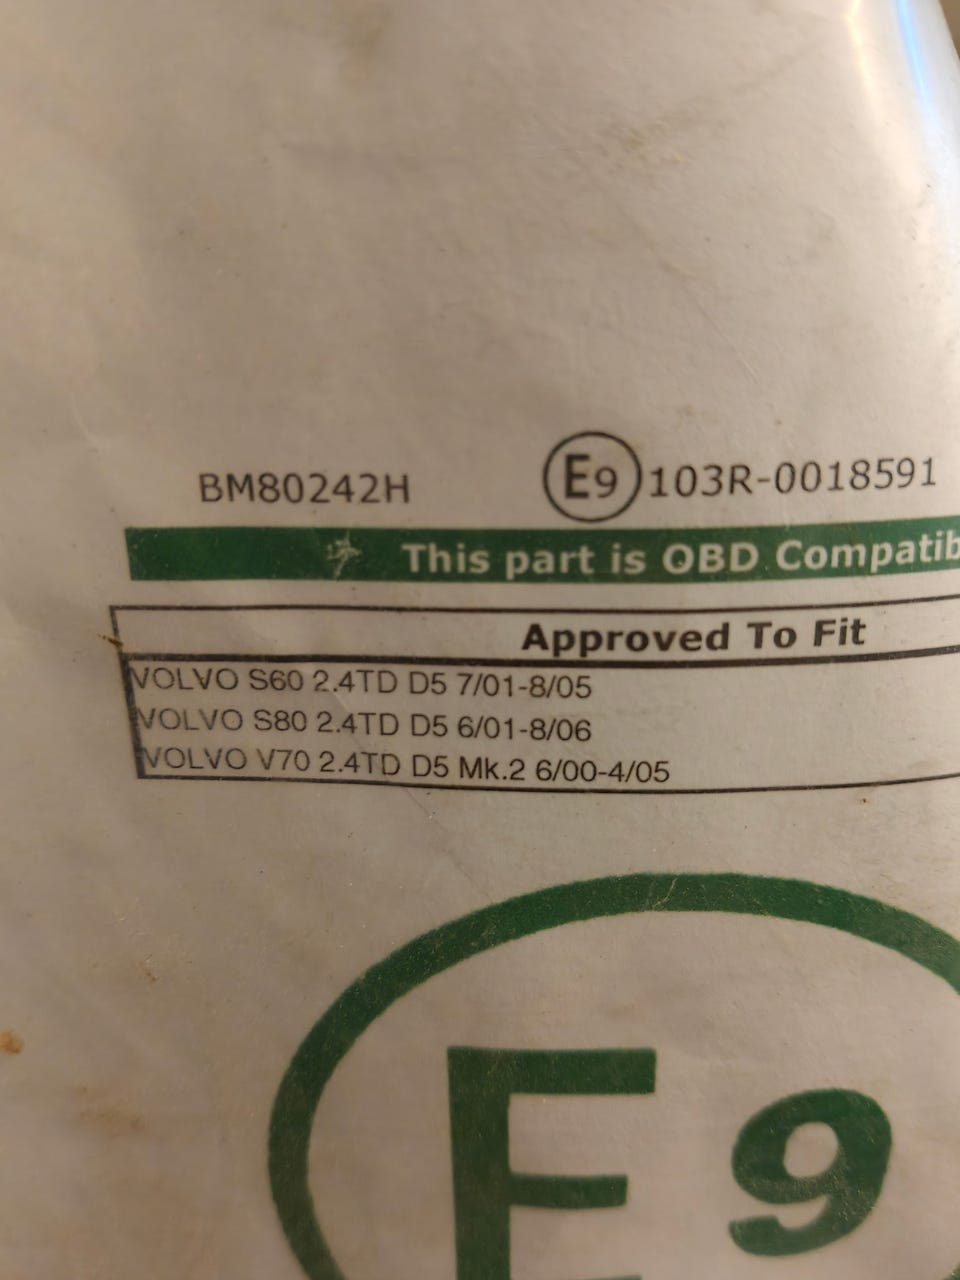 BM80242H E9 103R-0018591
This part is OBD Compatib
Approved To Fit
VOLVO S60 2.4TD D5 7/01-8/05
VOLVO S80 2.4TD D5 6/01-8/06
VOLVO V70 2.4TD D5 Mk.2 6/00-4/05
E9